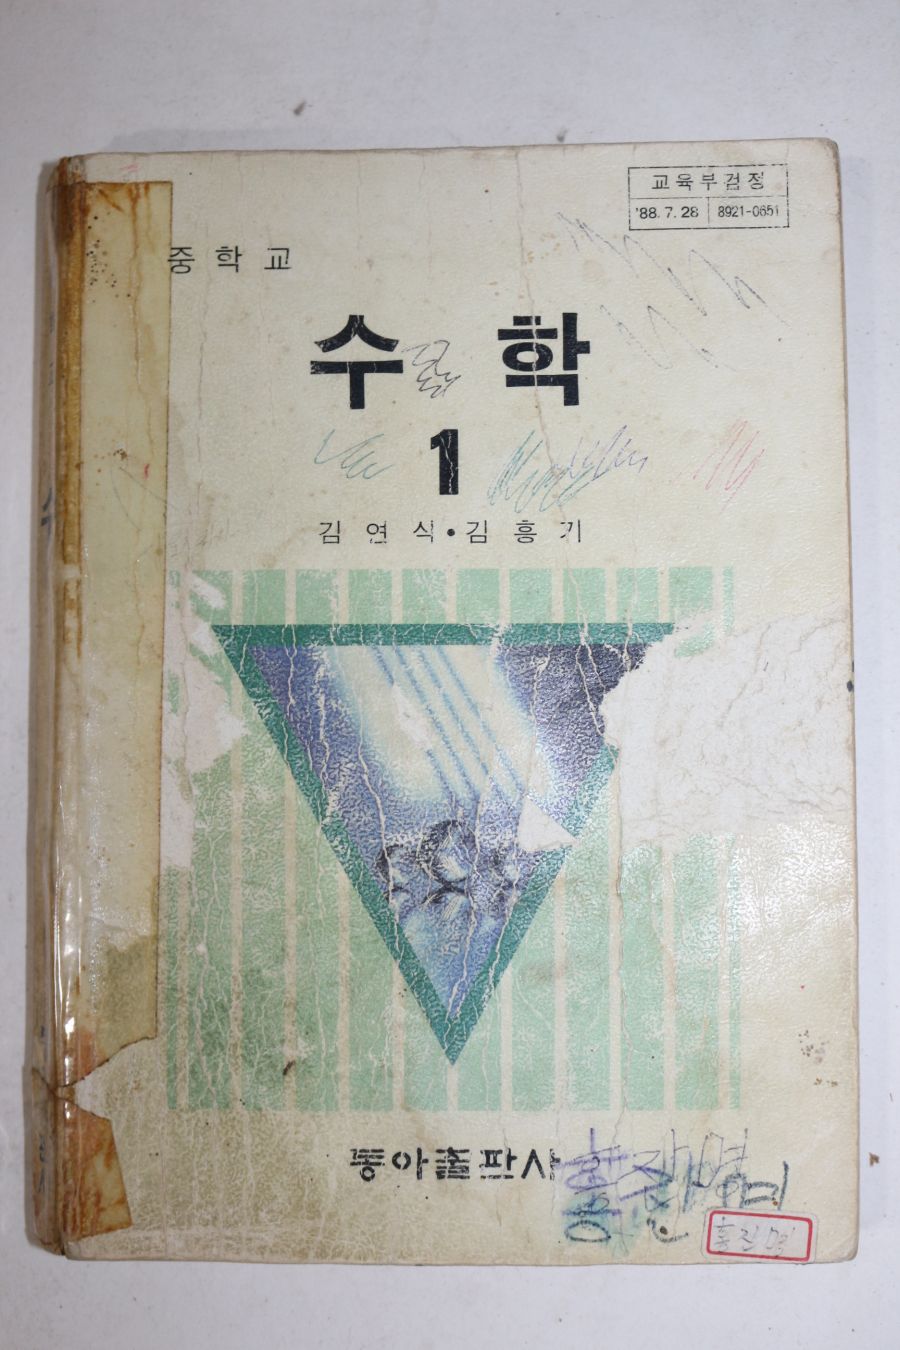 교육부검정
'88. 7. 28 8921-0651
중학교
수학
1
김연식·김흥기
동아출판사